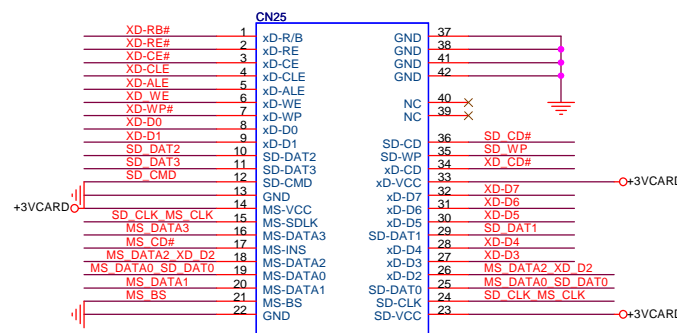 CN25
XD-RB# 1 xD-R/B GND 37
XD-RE# 2 xD-RE GND 38
XD-CE# 3 xD-CE GND 41
XD-CLE 4 xD-CLE GND 42
XD-ALE 5 xD-ALE
XD_WE 6 xD-WE NC 40
XD-WP# 7 xD-WP NC 39
XD-D0 8 xD-D0
XD-D1 9 xD-D1 SD-CD 36 SD_CD#
SD_DAT2 10 SD-DAT2 SD-WP 35 SD_WP
SD_DAT3 11 SD-DAT3 xD-CD 34 XD_CD#
SD_CMD 12 SD-CMD xD-VCC 33 +3VCARD
13 GND xD-D7 32 XD-D7
+3VCARD 14 MS-VCC xD-D6 31 XD-D6
SD_CLK_MS_CLK 15 MS-SDLK xD-D5 30 XD-D5
MS_DATA3 16 MS-DATA3 SD-DAT1 29 SD_DAT1
MS_CD# 17 MS-INS xD-D4 28 XD-D4
MS_DATA2_XD_D2 18 MS-DATA2 xD-D3 27 XD-D3
MS_DATA0_SD_DAT0 19 MS-DATA0 xD-D2 26 MS_DATA2_XD_D2
MS_DATA1 20 MS-DATA1 SD-DAT0 25 MS_DATA0_SD_DAT0
MS_BS 21 MS-BS SD-CLK 24 SD_CLK_MS_CLK
22 GND SD-VCC 23 +3VCARD